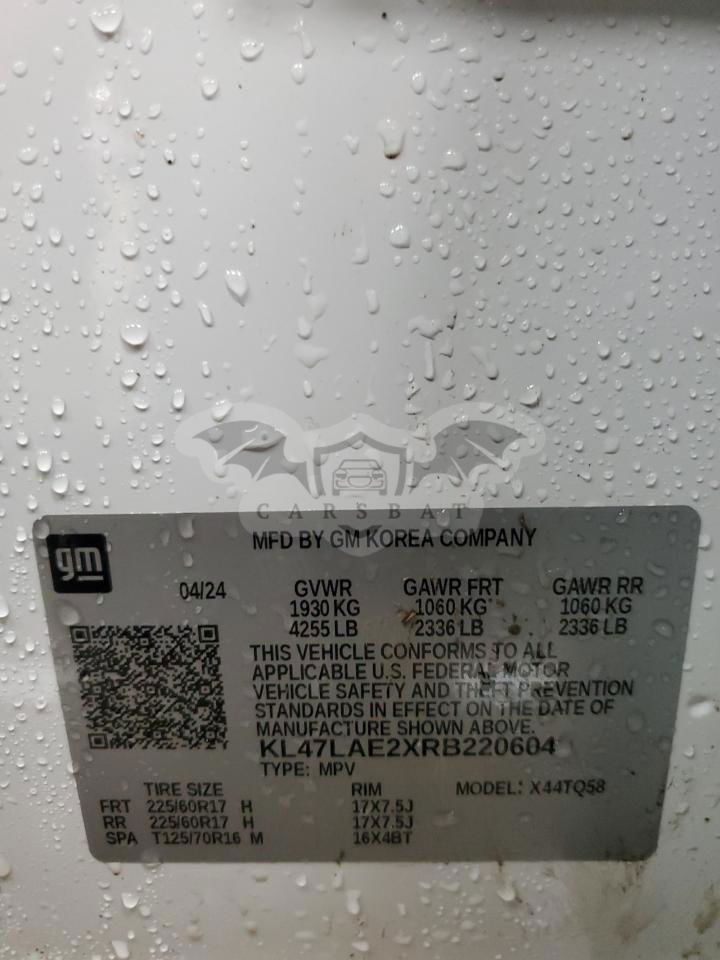 CARSBAT
MFD BY GM KOREA COMPANY
gm
04/24 GVWR GAWR FRT GAWR RR
1930 KG 1060 KG 1060 KG
4255 LB 2336 LB 2336 LB
THIS VEHICLE CONFORMS TO ALL
APPLICABLE U.S. FEDERAL MOTOR
VEHICLE SAFETY AND THEFT PREVENTION
STANDARDS IN EFFECT ON THE DATE OF
MANUFACTURE SHOWN ABOVE.
KL47LAE2XRB220604
TYPE: MPV
TIRE SIZE RIM MODEL: X44TQ58
FRT 225/60R17 H 17X7.5J
RR 225/60R17 H 17X7.5J
SPA T125/70R16 M 16X4BT